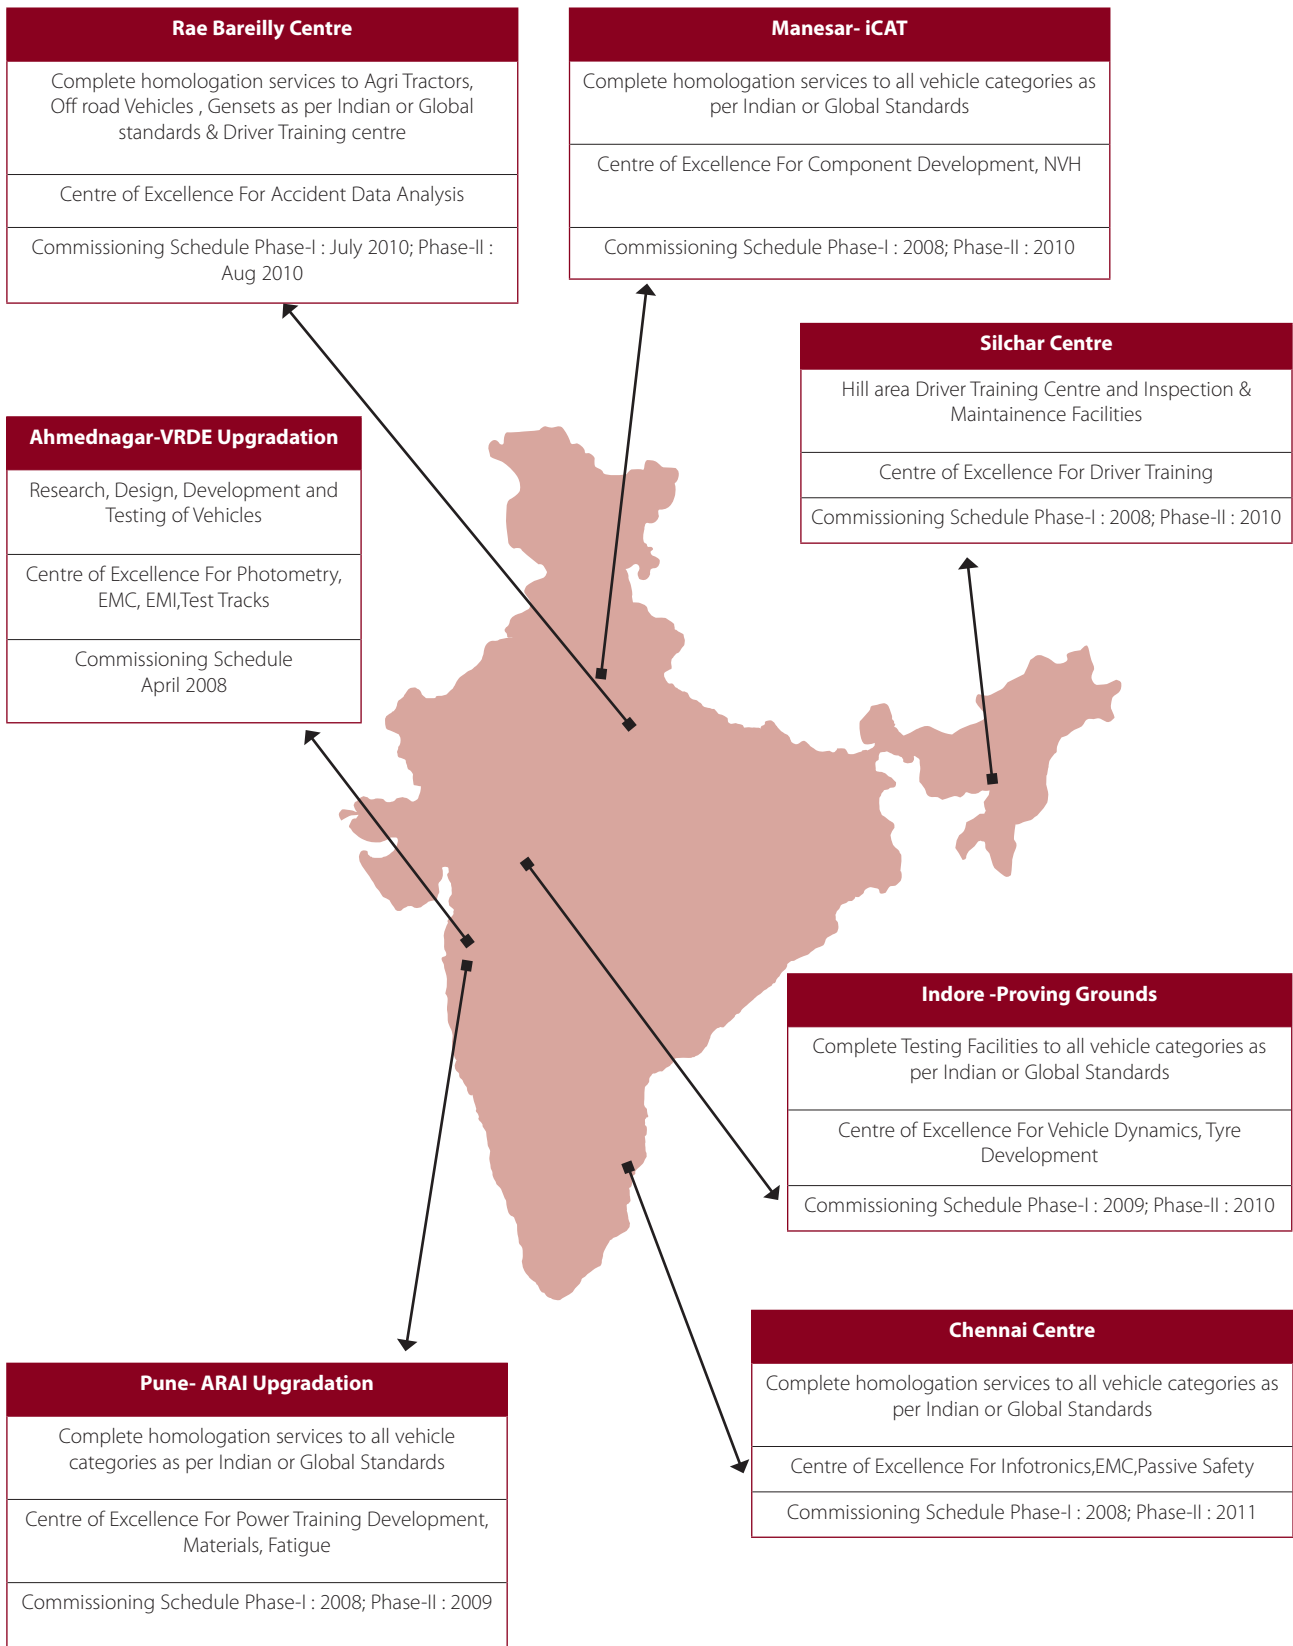 Rae Bareilly Centre
Complete homologation services to Agri Tractors,
Off road Vehicles , Gensets as per Indian or Global
standards & Driver Training centre
Centre of Excellence For Accident Data Analysis
Commissioning Schedule Phase-I : July 2010; Phase-II :
Aug 2010
Manesar- iCAT
Complete homologation services to all vehicle categories as
per Indian or Global Standards
Centre of Excellence For Component Development, NVH
Commissioning Schedule Phase-I : 2008; Phase-II : 2010
Silchar Centre
Hill area Driver Training Centre and Inspection &
Maintainence Facilities
Centre of Excellence For Driver Training
Commissioning Schedule Phase-I : 2008; Phase-II : 2010
Ahmednagar-VRDE Upgradation
Research, Design, Development and
Testing of Vehicles
Centre of Excellence For Photometry,
EMC, EMI,Test Tracks
Commissioning Schedule
April 2008
Indore -Proving Grounds
Complete Testing Facilities to all vehicle categories as
per Indian or Global Standards
Centre of Excellence For Vehicle Dynamics, Tyre
Development
Commissioning Schedule Phase-I : 2009; Phase-II : 2010
Chennai Centre
Complete homologation services to all vehicle categories as
per Indian or Global Standards
Centre of Excellence For Infotronics,EMC,Passive Safety
Commissioning Schedule Phase-I : 2008; Phase-II : 2011
Pune- ARAI Upgradation
Complete homologation services to all vehicle
categories as per Indian or Global Standards
Centre of Excellence For Power Training Development,
Materials, Fatigue
Commissioning Schedule Phase-I : 2008; Phase-II : 2009